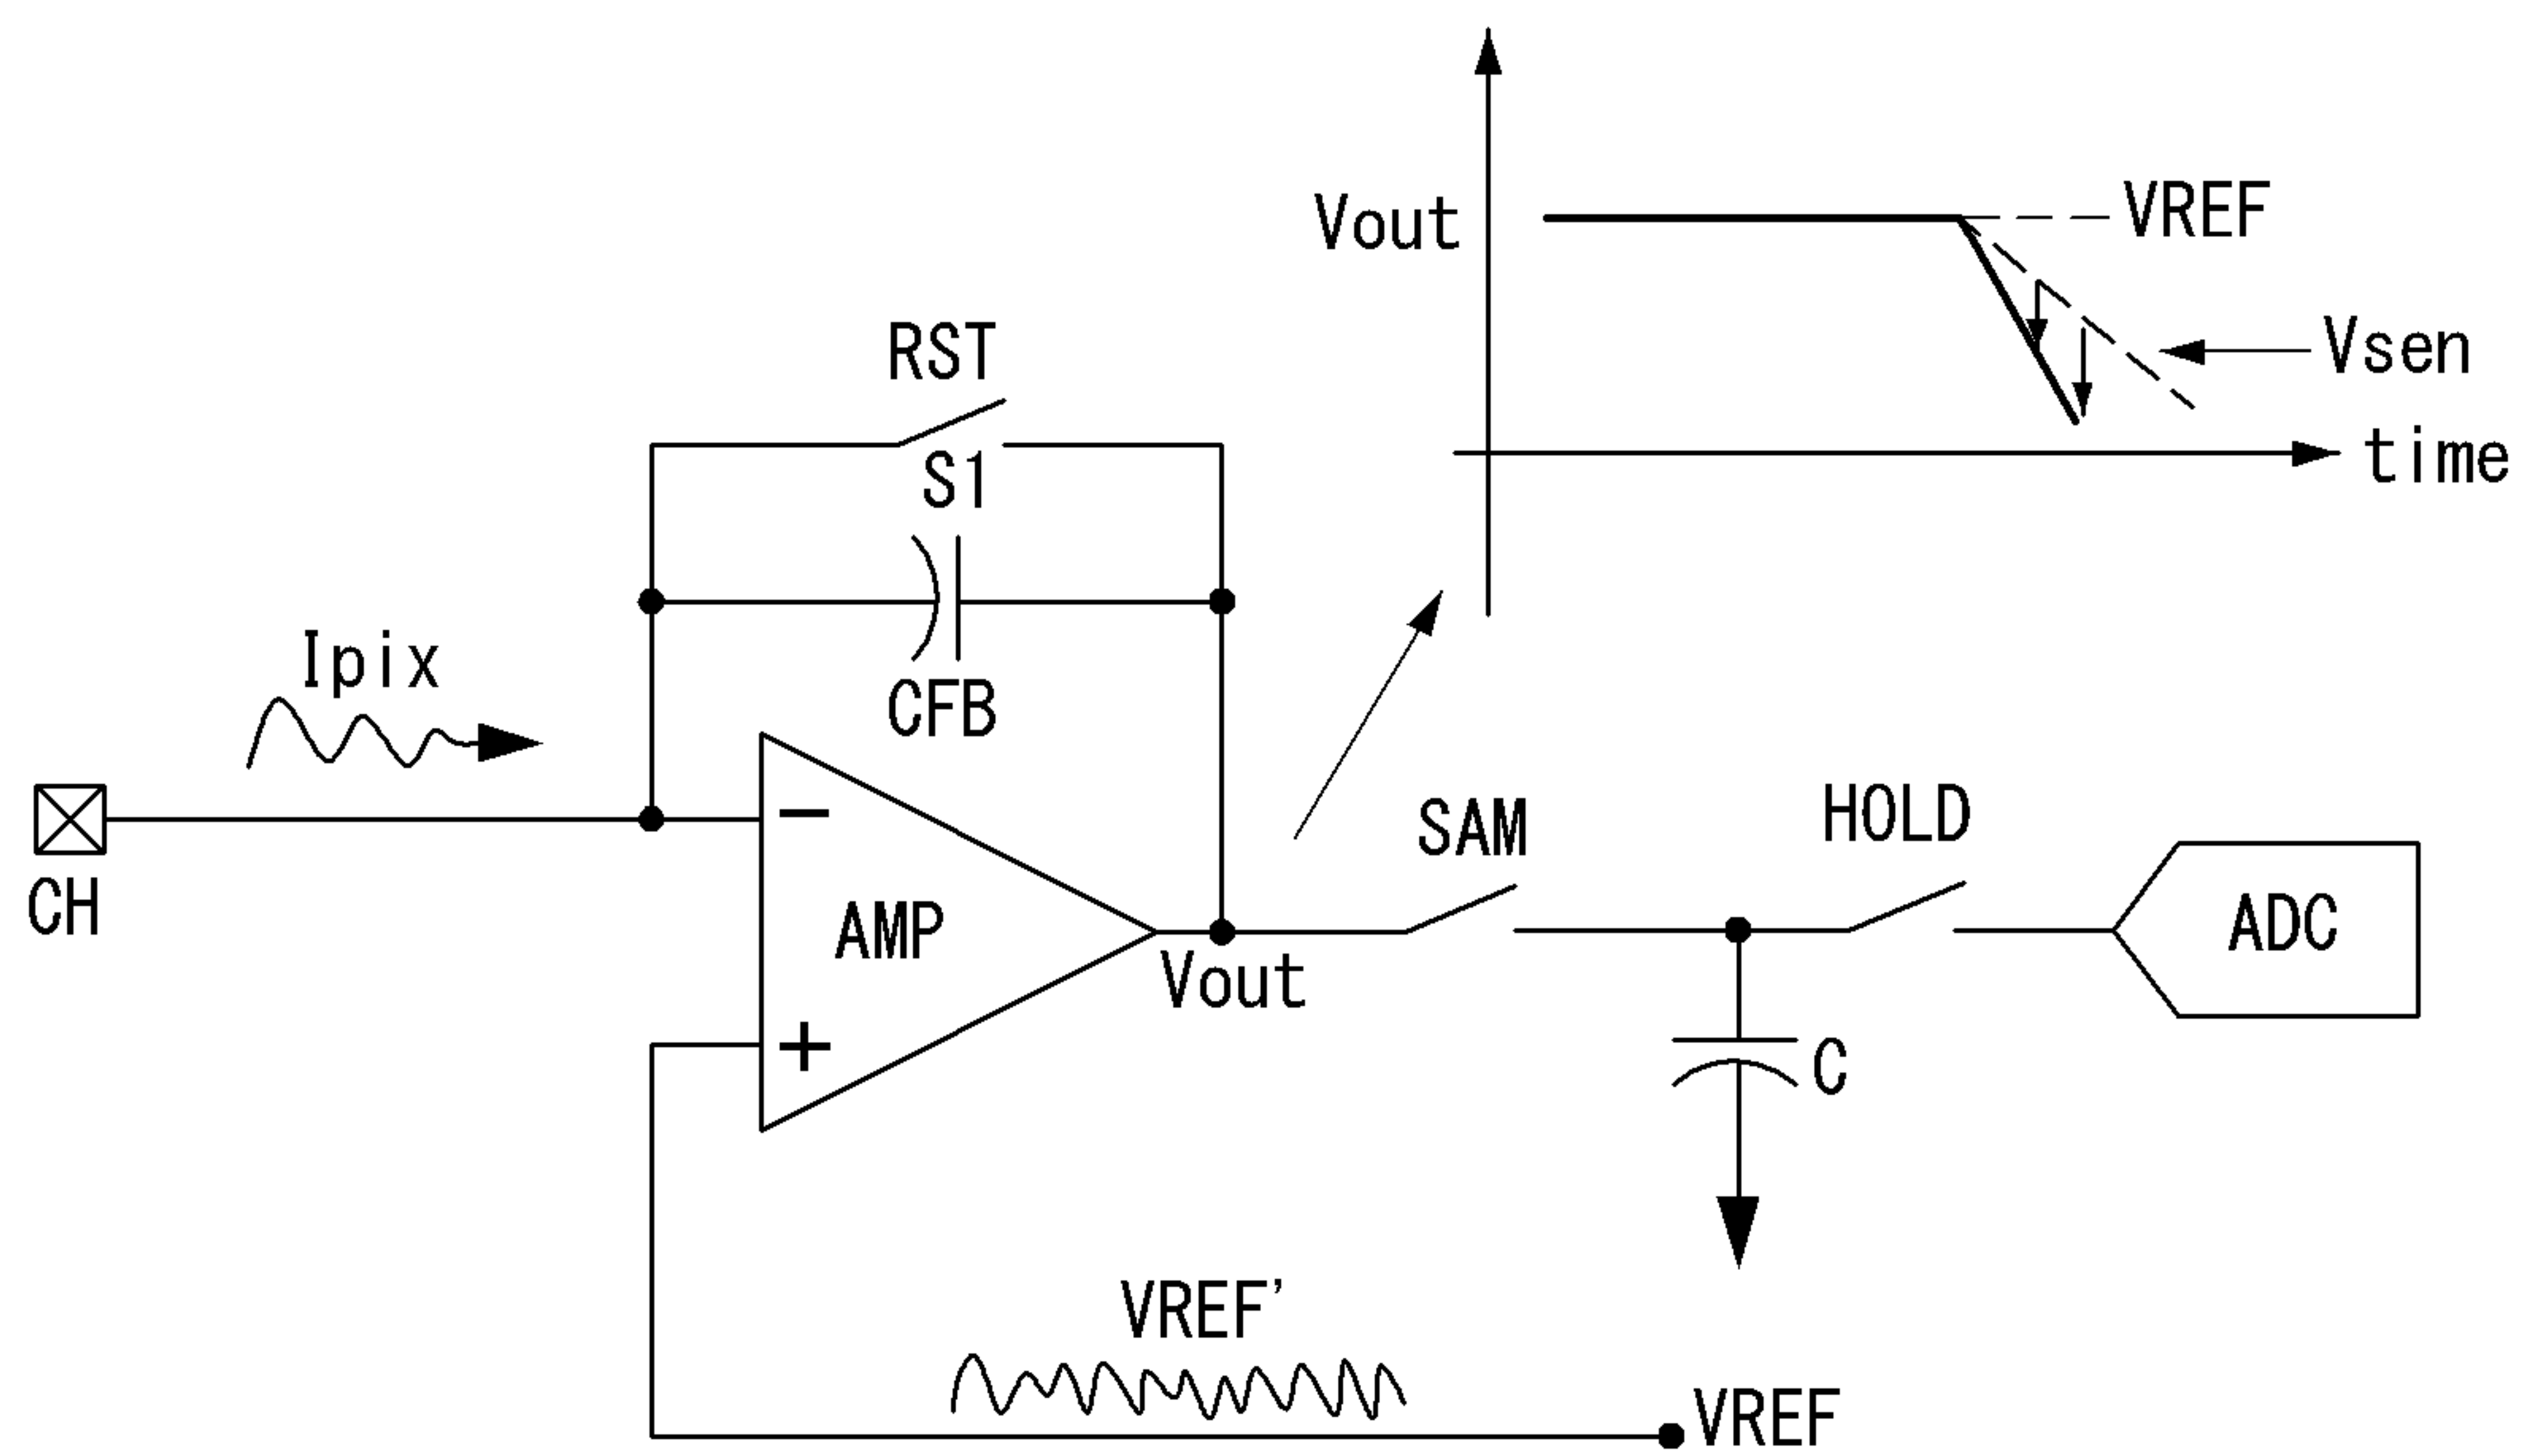 Vout
VREF
Vsen
time
RST
S1
CFB
Ipix
CH
−
AMP
+
Vout
SAM
HOLD
ADC
C
VREF'
VREF